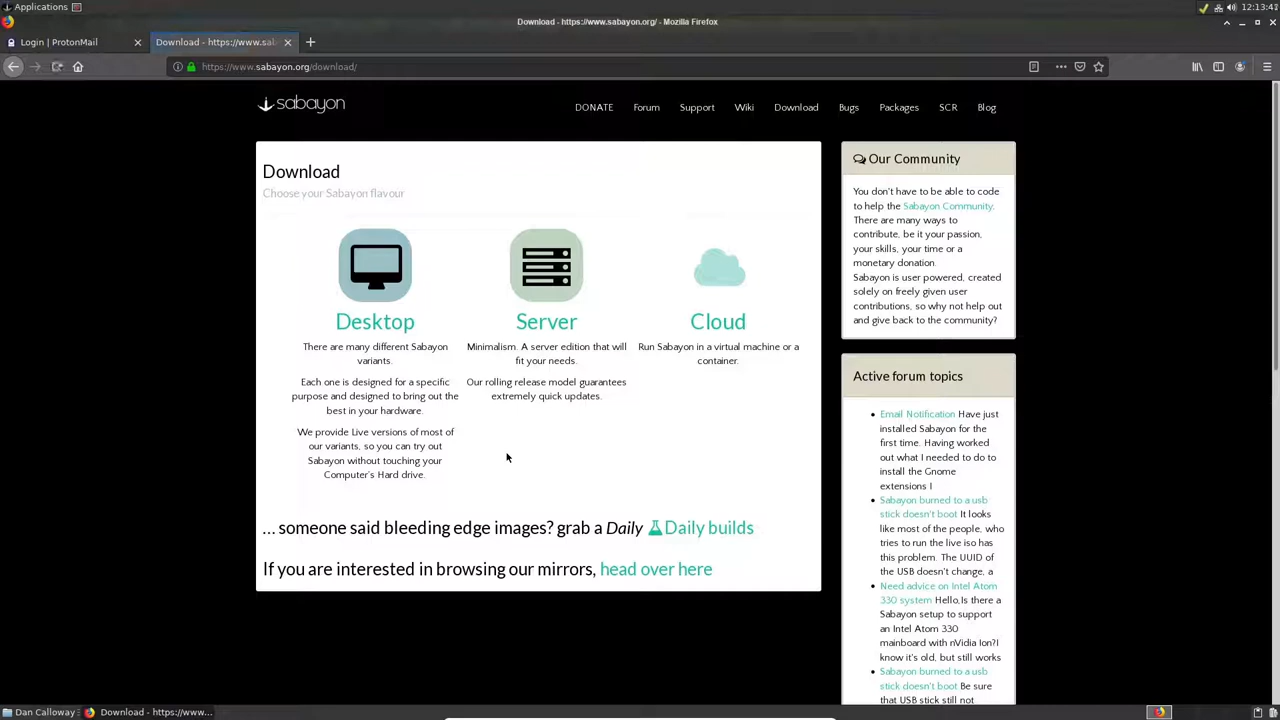 Applications
12:13:41
Download - https://www.sabayon.org/ - Mozilla Firefox
Login | ProtonMail
Download - https://www.sab
https://www.sabayon.org/download/
sabayon
DONATE Forum Support Wiki Download Bugs Packages SCR Blog
Download
Choose your Sabayon flavour
Desktop
There are many different Sabayon
variants.
Each one is designed for a specific
purpose and designed to bring out the
best in your hardware.
We provide Live versions of most of
our variants, so you can try out
Sabayon without touching your
Computer's Hard drive.
Server
Minimalism. A server edition that will
fit your needs.
Our rolling release model guarantees
extremely quick updates.
Cloud
Run Sabayon in a virtual machine or a
container.
... someone said bleeding edge images? grab a Daily Daily builds
If you are interested in browsing our mirrors, head over here
Our Community
You don't have to be able to code
to help the Sabayon Community.
There are many ways to
contribute, be it your passion,
your skills, your time or a
monetary donation.
Sabayon is user powered, created
solely on freely given user
contributions, so why not help out
and give back to the community?
Active forum topics
Email Notification Have just
installed Sabayon for the
first time. Having worked
out what I needed to do to
install the Gnome
extensions I
Sabayon burned to a usb
stick doesn't boot It looks
like most of the people, who
tries to run the live iso has
this problem. The UUID of
the USB doesn't change, a
Need advice on Intel Atom
330 system Hello,Is there a
Sabayon setup to support
an Intel Atom 330
mainboard with nVidia Ion?I
know it's old, but still works
Sabayon burned to a usb
stick doesn't boot Be sure
that USB stick still not
Dan Calloway
Download - https://www...